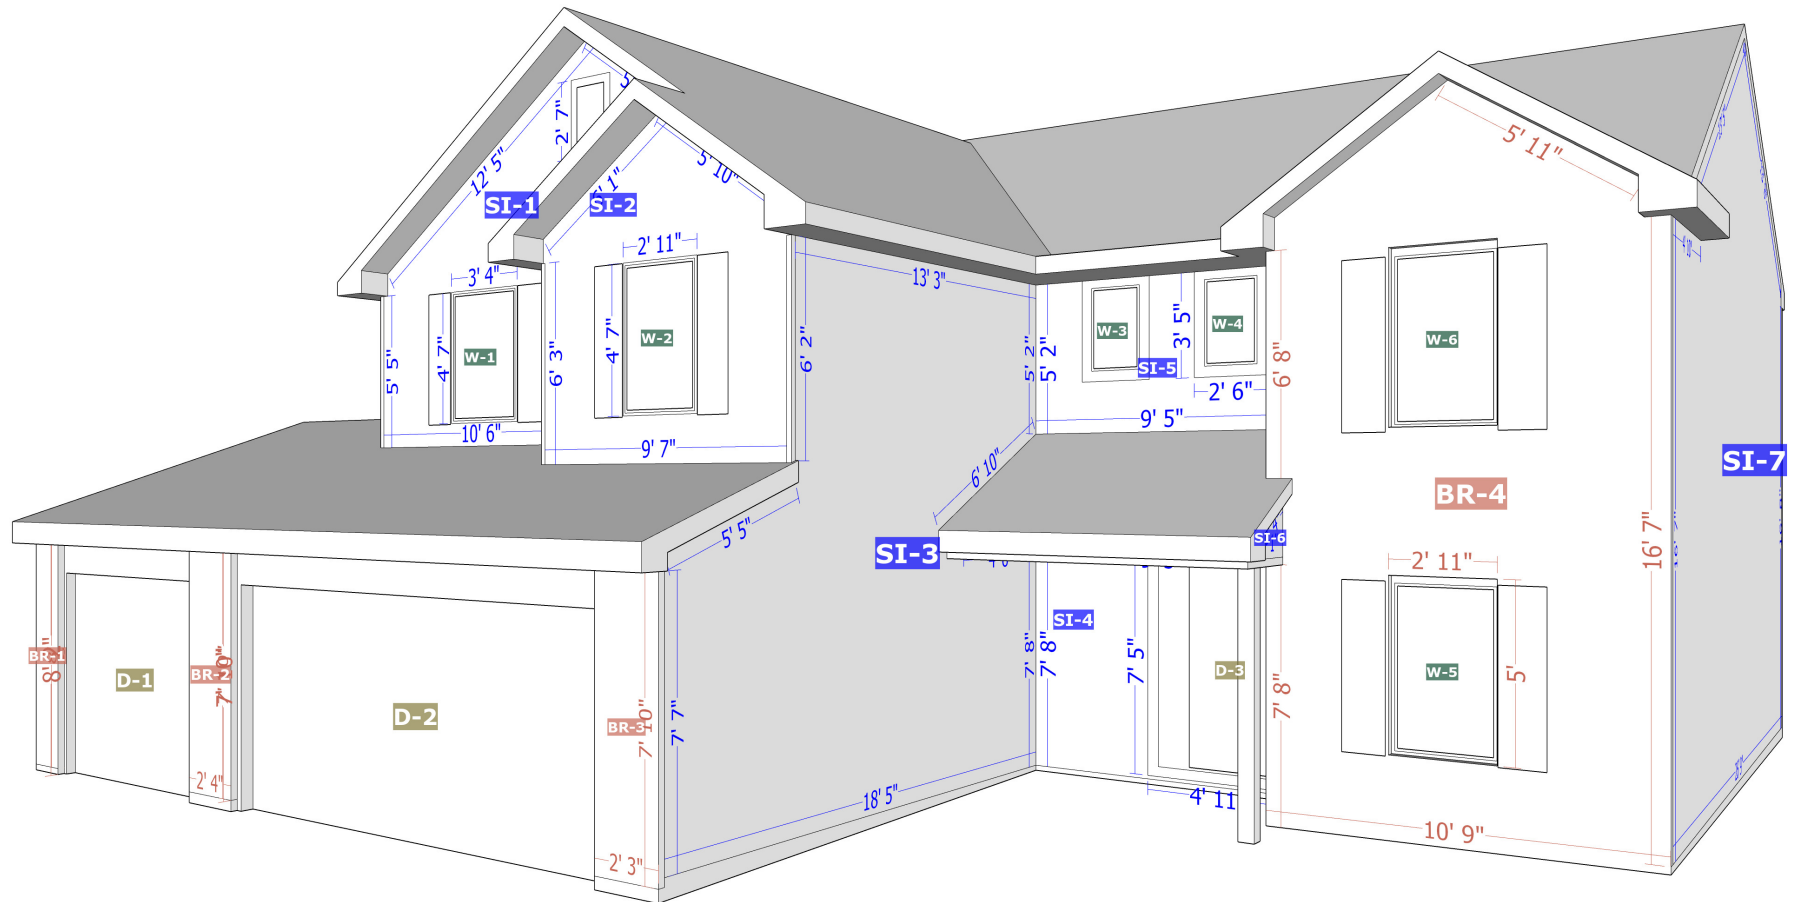 2' 7"
12' 5"
SI-1
SI-2
5' 10"
5' 11"
3' 4"
2' 11"
13' 3"
5' 5"
4' 7"
W-1
6' 3"
4' 7"
W-2
6' 2"
5' 2"
5' 2"
W-3
3' 5"
W-4
SI-5
6' 8"
W-6
2' 6"
9' 5"
10' 6"
9' 7"
6' 10"
SI-7
BR-4
5' 5"
SI-3
SI-6
16' 7"
16' 7"
2' 11"
BR-1
D-1
BR-2
D-2
BR-3
7' 10"
7' 7"
7' 8"
7' 8"
SI-4
7' 5"
D-3
7' 8"
W-5
5'
2' 4"
2' 3"
18' 5"
4' 11
10' 9"